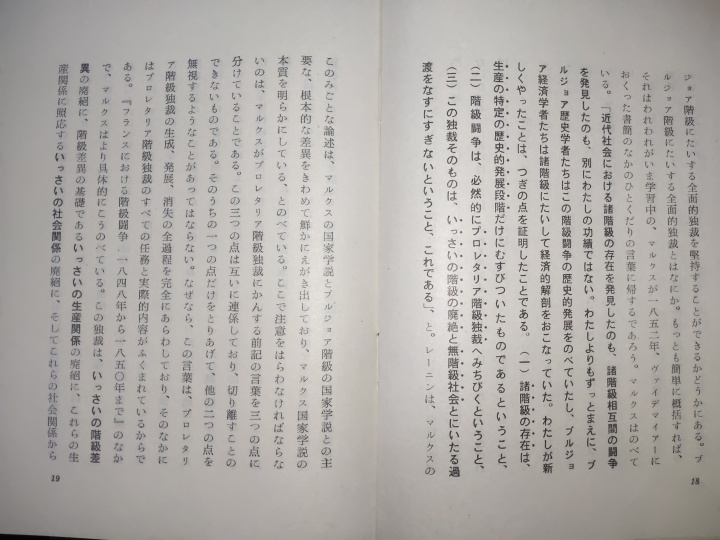 ジョア階級にたいする全面的独裁を堅持することができるかどうかにある。ブ
ルジョア階級にたいする全面的独裁とはなにか。もっとも簡単に概括すれば、
それはわれわれがいま学習中の、マルクスが一八五二年、ヴァイデマイアーに
おくった書簡のなかのひとくだりの言葉に帰するであろう。マルクスはのべて
いる。「近代社会における諸階級の存在を発見したのも、諸階級相互間の闘争
を発見したのも、別にわたしの功績ではない。わたしよりもずっとまえに、ブ
ルジョア歴史学者たちはこの階級闘争の歴史的発展をのべていたし、ブルジョ
ア経済学者たちは諸階級にたいして経済的解剖をおこなっていた。わたしが新
しくやったことは、つぎの点を証明したことである。(一)諸階級の存在は、
生産の特定の歴史的発展段階だけにむすびついたものであるということ、
(二)階級闘争は、必然的にプロレタリア階級独裁へみちびくということ、
(三)この独裁そのものは、いっさいの階級の廃絶と無階級社会とにいたる過
渡をなすにすぎないということ、これである」、と。レーニンは、マルクスの
18
このみごとな論述は、マルクスの国家学説とブルジョア階級の国家学説との主
要な、根本的な差異をきわめて鮮かにえがき出しており、マルクス国家学説の
本質を明らかにしている、とのべている。ここで注意をはらわなければならな
いのは、マルクスがプロレタリア階級独裁にかんする前記の言葉を三つの点に
分けていることである。この三つの点は互いに連係しており、切り離すことの
できないものである。そのうちの一つの点だけをとりあげて、他の二つの点を
無視するようなことがあってはならない。なぜなら、この言葉は、プロレタリ
ア階級独裁の生成、発展、消失の全過程を完全にあらわしており、そのなかに
はプロレタリア階級独裁のすべての任務と実際的内容がふくまれているからで
ある。『フランスにおける階級闘争 一八四八年から一八五〇年まで』のなか
で、マルクスはより具体的にこうのべている。この独裁は、いっさいの階級差
異の廃絶に、階級差異の基礎であるいっさいの生産関係の廃絶に、これらの生
産関係に照応するいっさいの社会関係の廃絶に、そしてこれらの社会関係から
19